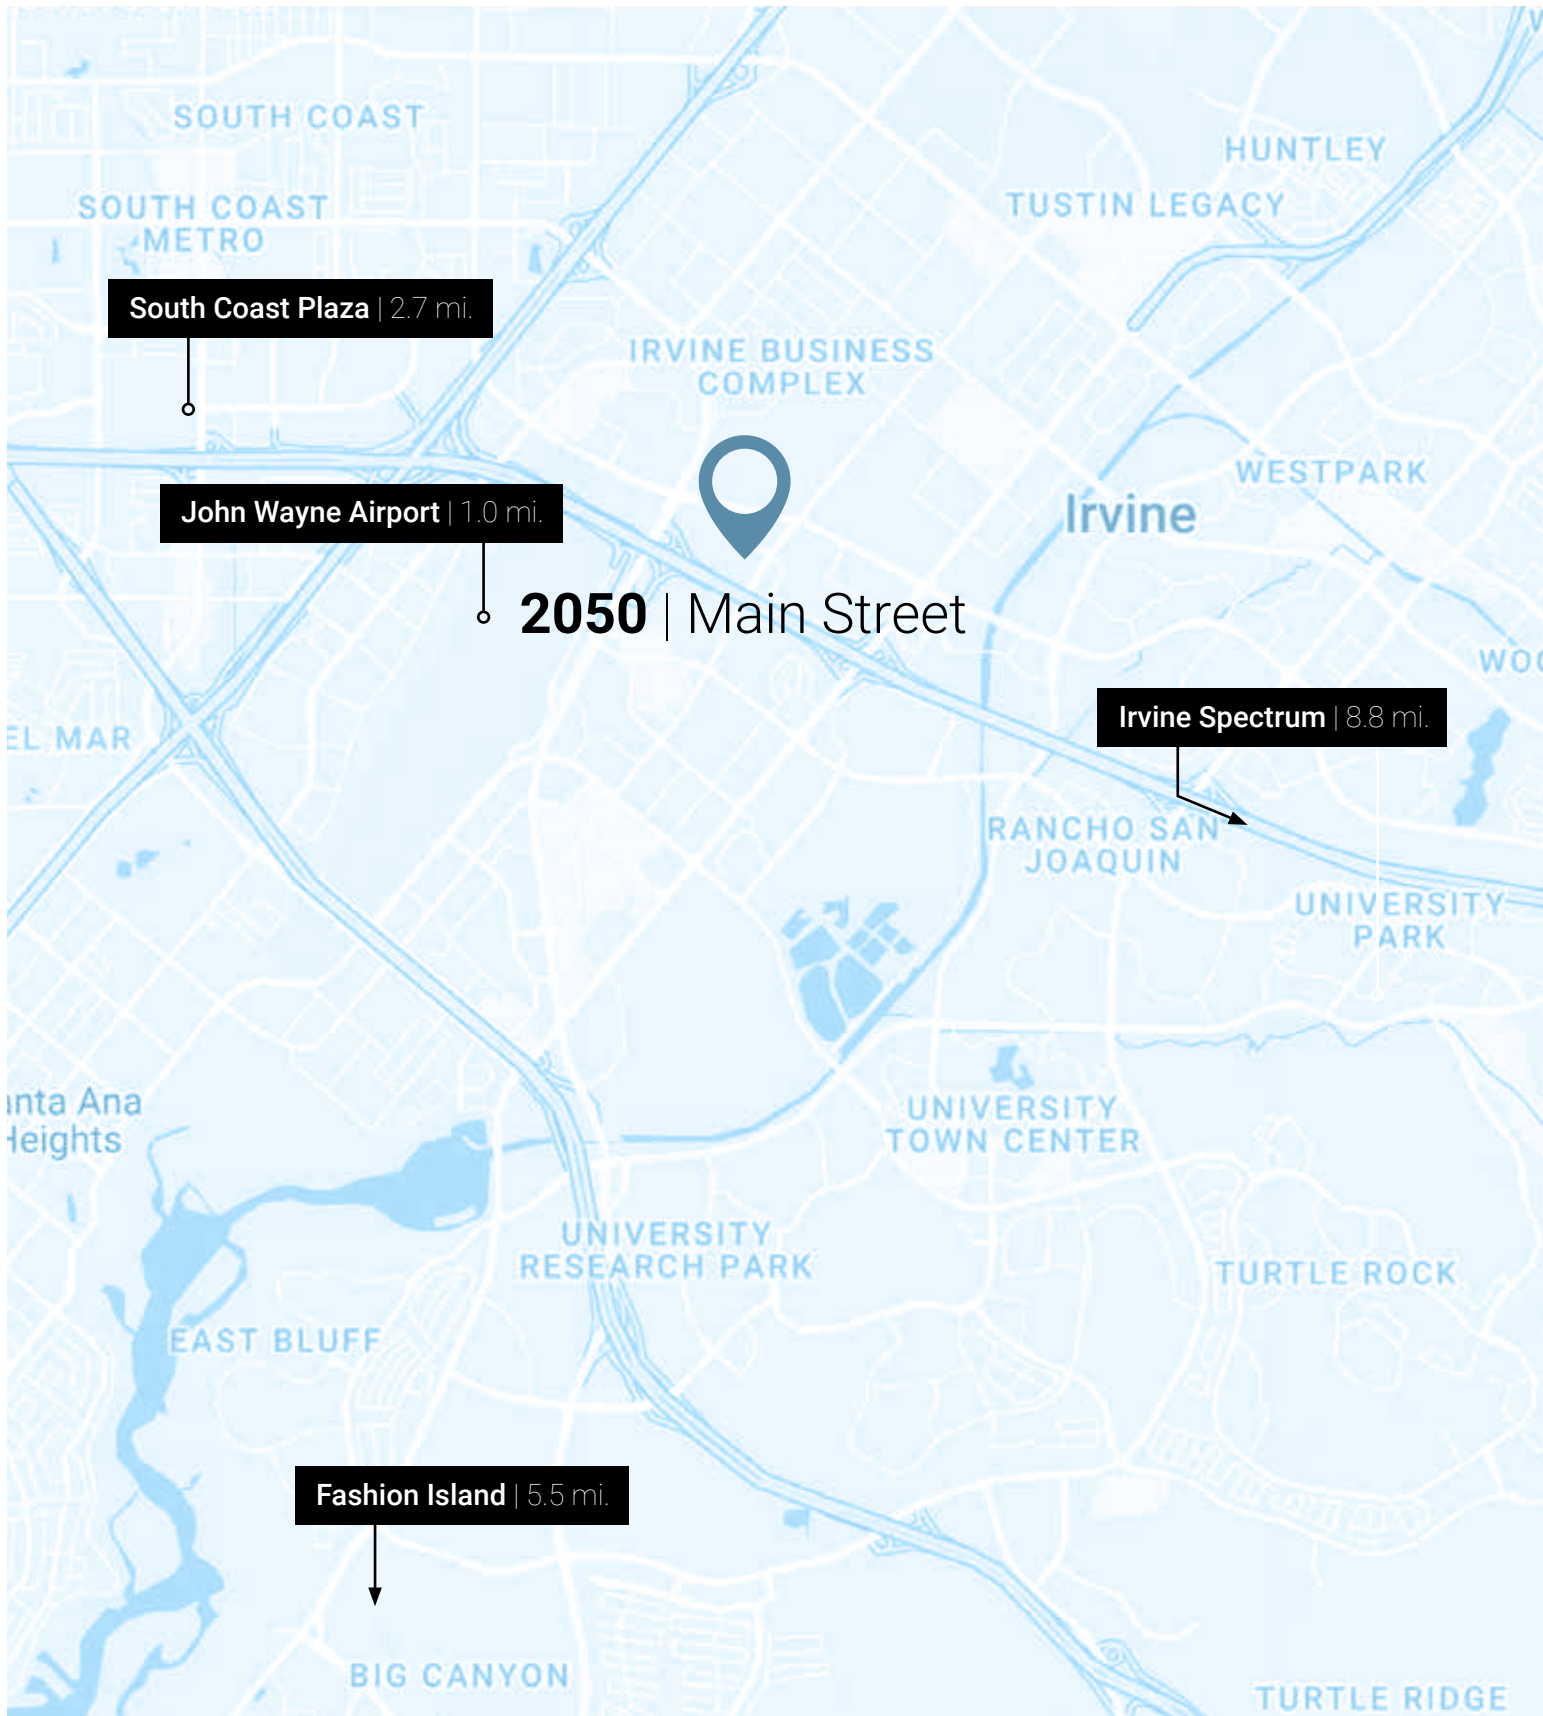 SOUTH COAST
HUNTLEY
SOUTH COAST
METRO
TUSTIN LEGACY
South Coast Plaza | 2.7 mi.
IRVINE BUSINESS
COMPLEX
WESTPARK
Irvine
John Wayne Airport | 1.0 mi.
2050 | Main Street
WOO
Irvine Spectrum | 8.8 mi.
EL MAR
RANCHO SAN
JOAQUIN
UNIVERSITY
PARK
anta Ana
Heights
UNIVERSITY
TOWN CENTER
UNIVERSITY
RESEARCH PARK
TURTLE ROCK
EAST BLUFF
Fashion Island | 5.5 mi.
BIG CANYON
TURTLE RIDGE